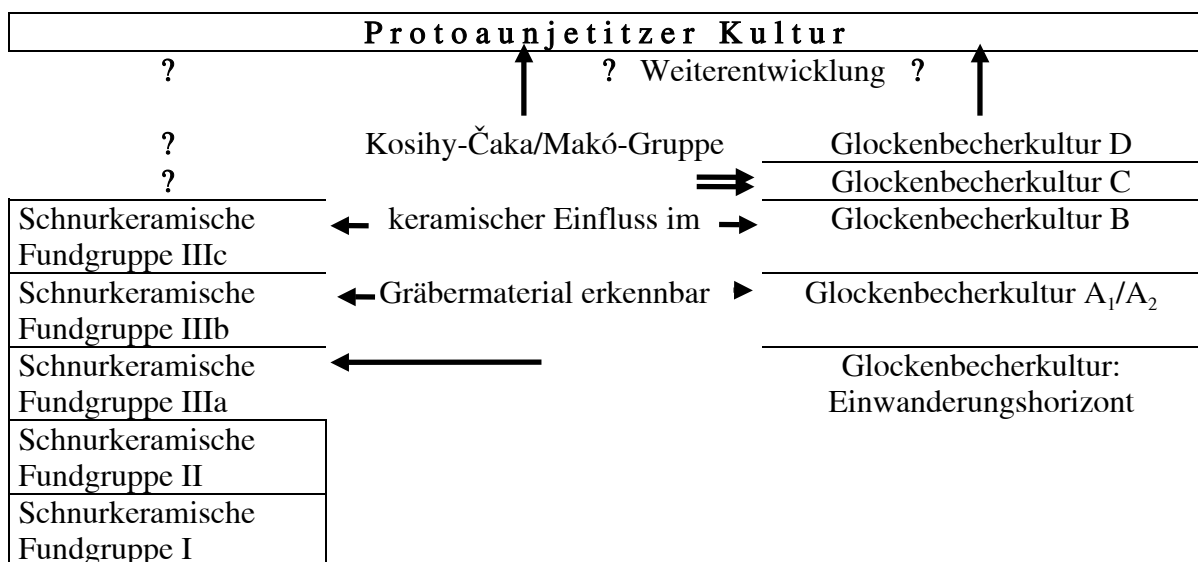 Protoaunjetitzer Kultur
? ? Weiterentwicklung ?
? Kosihy-Čaka/Makó-Gruppe Glockenbecherkultur D
? Glockenbecherkultur C
Schnurkeramische keramischer Einfluss im Glockenbecherkultur B
Fundgruppe IIIc
Schnurkeramische Gräbermaterial erkennbar Glockenbecherkultur A₁/A₂
Fundgruppe IIIb
Schnurkeramische Glockenbecherkultur:
Fundgruppe IIIa Einwanderungshorizont
Schnurkeramische
Fundgruppe II
Schnurkeramische
Fundgruppe I